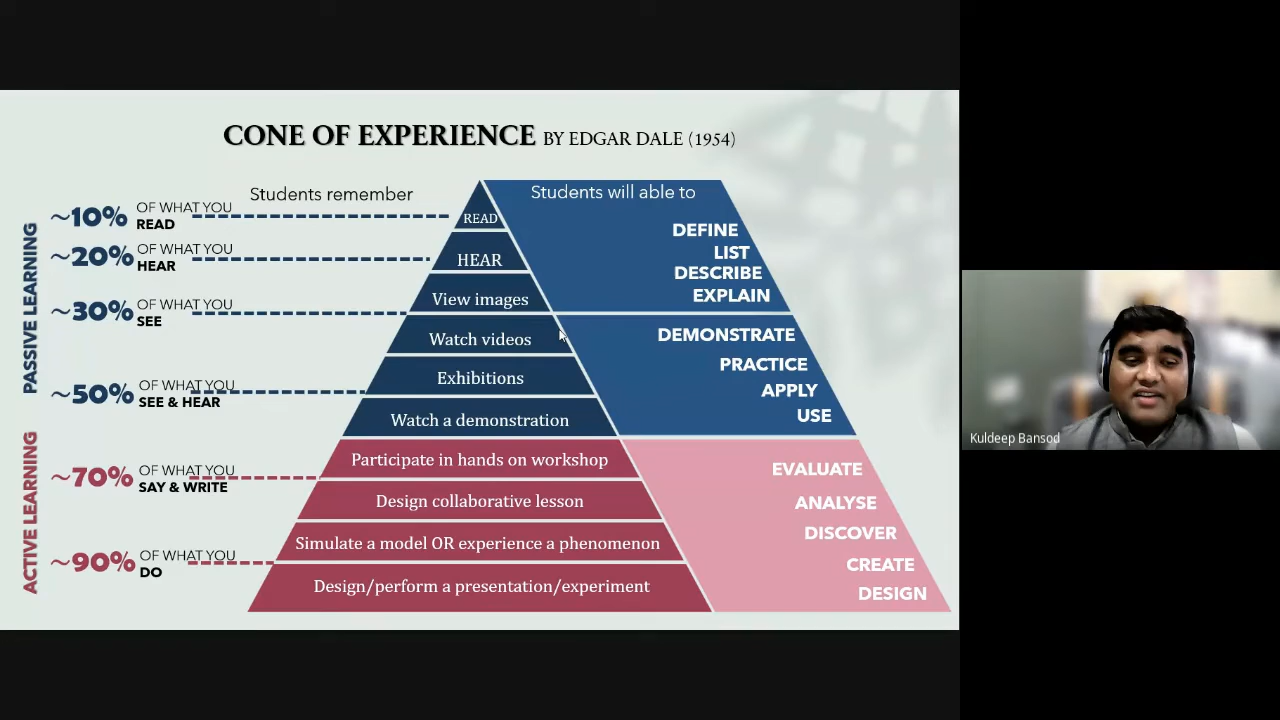 CONE OF EXPERIENCE BY EDGAR DALE (1954)
Students remember
Students will able to
PASSIVE LEARNING
~10% OF WHAT YOU
READ
~20% OF WHAT YOU
HEAR
~30% OF WHAT YOU
SEE
~50% OF WHAT YOU
SEE & HEAR
ACTIVE LEARNING
~70% OF WHAT YOU
SAY & WRITE
~90% OF WHAT YOU
DO
READ
HEAR
View images
Watch videos
Exhibitions
Watch a demonstration
Participate in hands on workshop
Design collaborative lesson
Simulate a model OR experience a phenomenon
Design/perform a presentation/experiment
DEFINE
LIST
DESCRIBE
EXPLAIN
DEMONSTRATE
PRACTICE
APPLY
USE
EVALUATE
ANALYSE
DISCOVER
CREATE
DESIGN
Kuldeep Bansod